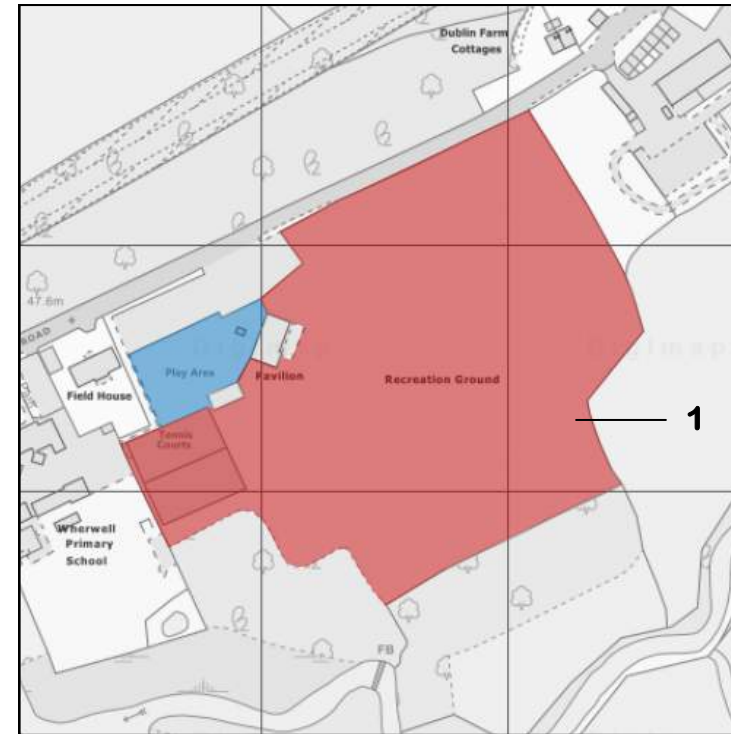 Dublin Farm
Cottages
47.6m
ROAD
Play Area
Pavilion
Recreation Ground
Field House
1
Tennis
Courts
Wherwell
Primary
School
FB